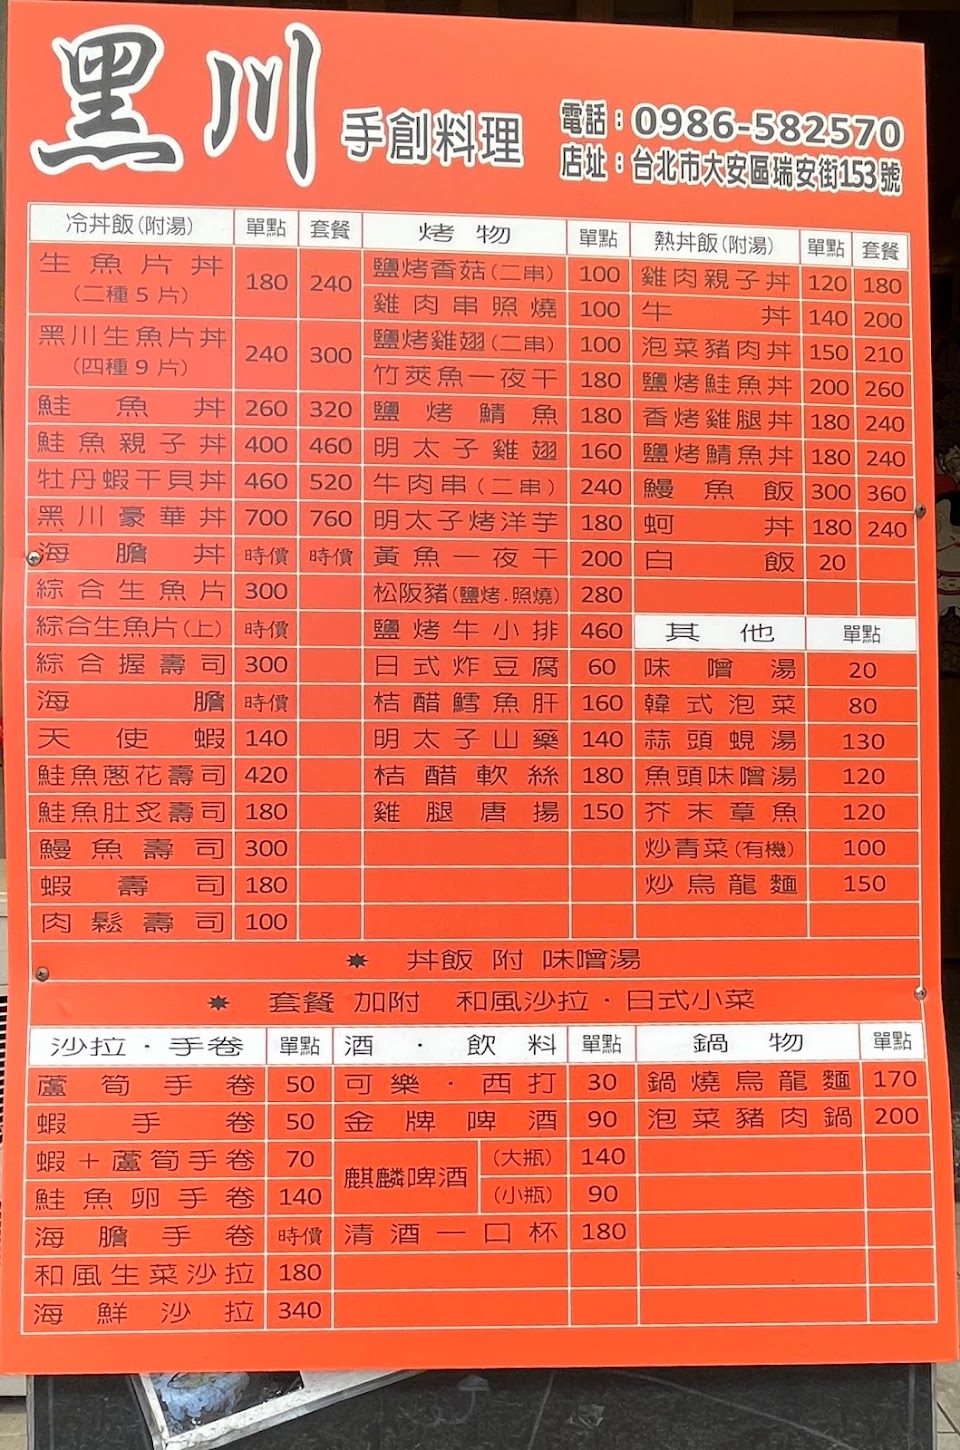 黑川 手創料理
電話：0986-582570
店址：台北市大安區瑞安街153號
冷丼飯(附湯) 單點 套餐
生魚片丼(二種5片) 180 240
黑川生魚片丼(四種9片) 240 300
鮭魚丼 260 320
鮭魚親子丼 400 460
牡丹蝦干貝丼 460 520
黑川豪華丼 700 760
海膽丼 時價 時價
綜合生魚片 300
綜合生魚片(上) 時價
綜合握壽司 300
海膽 時價
天使蝦 140
鮭魚蔥花壽司 420
鮭魚肚炙壽司 180
鰻魚壽司 300
蝦壽司 180
肉鬆壽司 100
烤物 單點
鹽烤香菇(二串) 100
雞肉串照燒 100
鹽烤雞翅(二串) 100
竹莢魚一夜干 180
鹽烤鯖魚 180
明太子雞翅 160
牛肉串(二串) 240
明太子烤洋芋 180
黃魚一夜干 200
松阪豬(鹽烤.照燒) 280
鹽烤牛小排 460
日式炸豆腐 60
桔醋鱈魚肝 160
明太子山藥 140
桔醋軟絲 180
雞腿唐揚 150
熱丼飯(附湯) 單點 套餐
雞肉親子丼 120 180
牛丼 140 200
泡菜豬肉丼 150 210
鹽烤鮭魚丼 200 260
香烤雞腿丼 180 240
鹽烤鯖魚丼 180 240
鰻魚飯 300 360
蚵丼 180 240
白飯 20
其他 單點
味噌湯 20
韓式泡菜 80
蒜頭蜆湯 130
魚頭味噌湯 120
芥末章魚 120
炒青菜(有機) 100
炒烏龍麵 150
✷ 丼飯 附 味噌湯
✷ 套餐 加附 和風沙拉．日式小菜
沙拉．手卷 單點
蘆筍手卷 50
蝦手卷 50
蝦＋蘆筍手卷 70
鮭魚卵手卷 140
海膽手卷 時價
和風生菜沙拉 180
海鮮沙拉 340
酒．飲料 單點
可樂．西打 30
金牌啤酒 90
麒麟啤酒 (大瓶) 140
(小瓶) 90
清酒一口杯 180
鍋物 單點
鍋燒烏龍麵 170
泡菜豬肉鍋 200